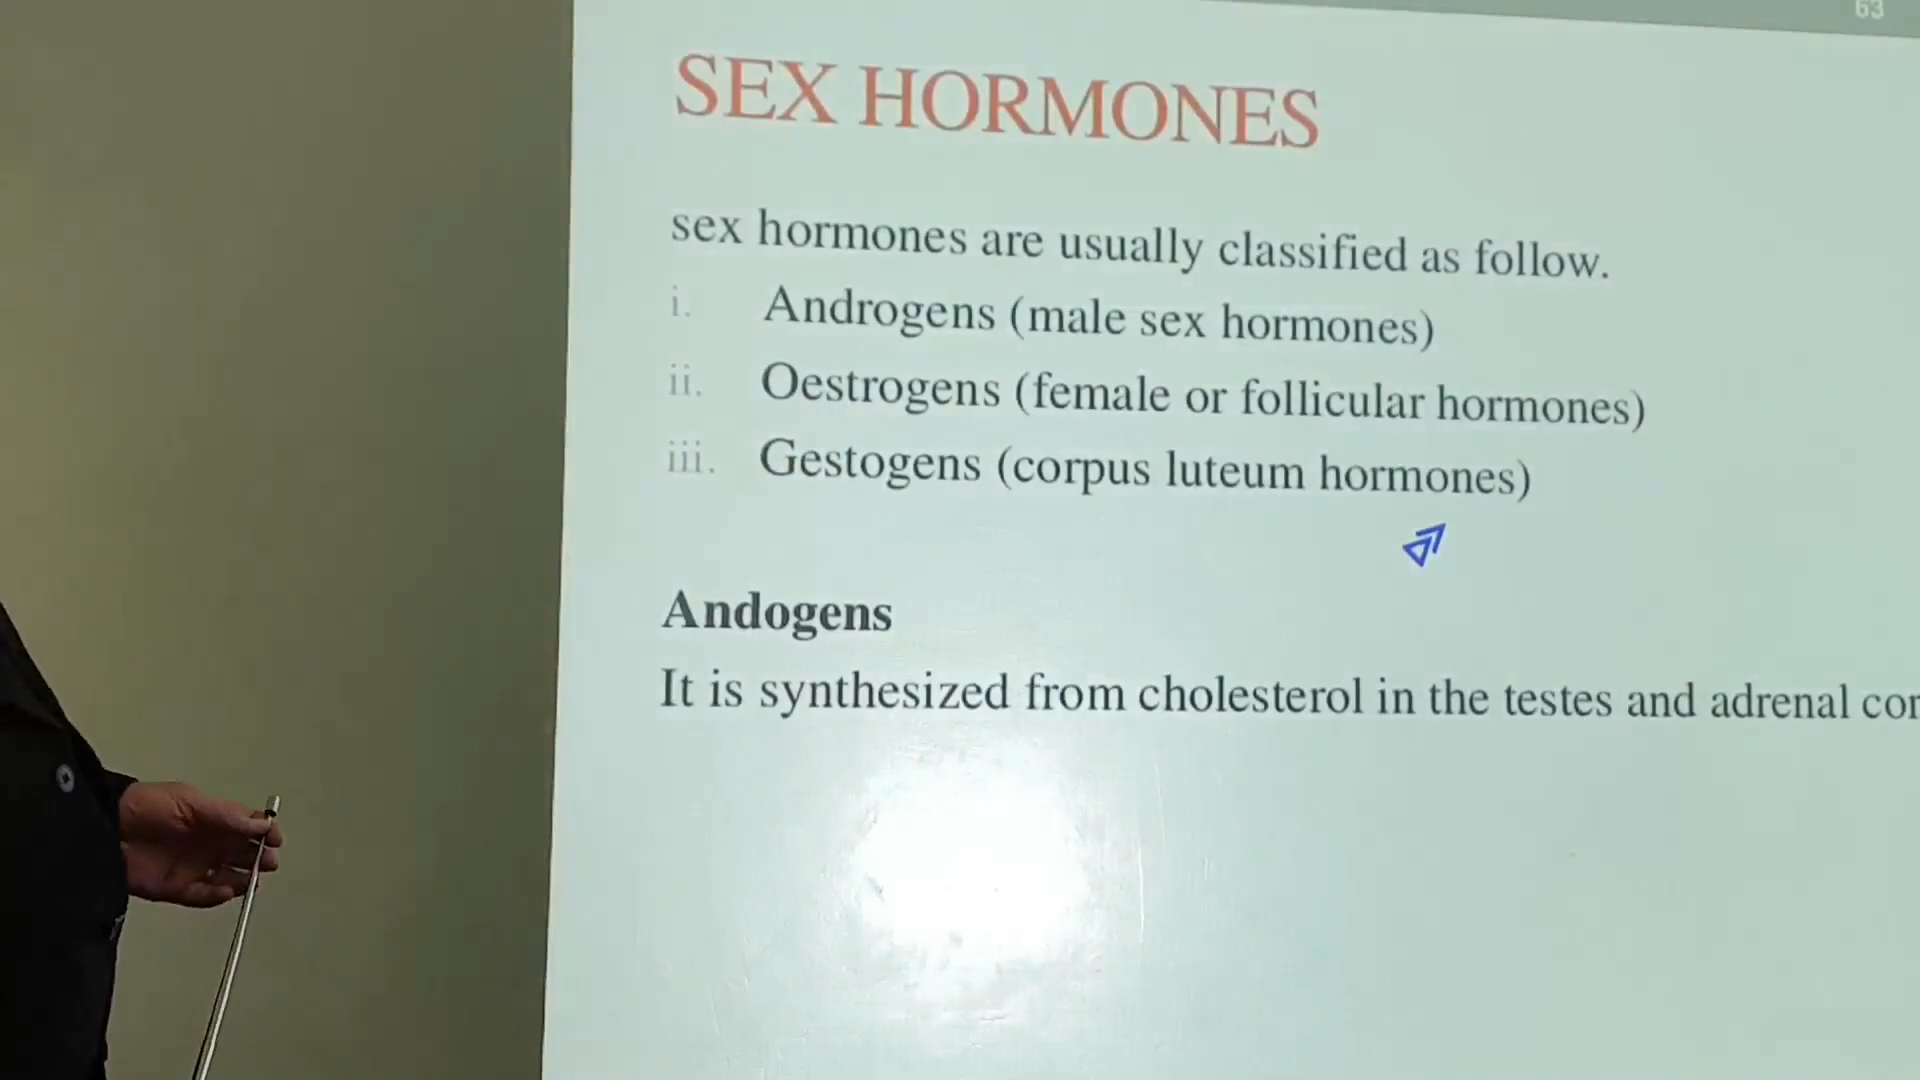 63
SEX HORMONES
sex hormones are usually classified as follow.
i. Androgens (male sex hormones)
ii. Oestrogens (female or follicular hormones)
iii. Gestogens (corpus luteum hormones)
Andogens
It is synthesized from cholesterol in the testes and adrenal